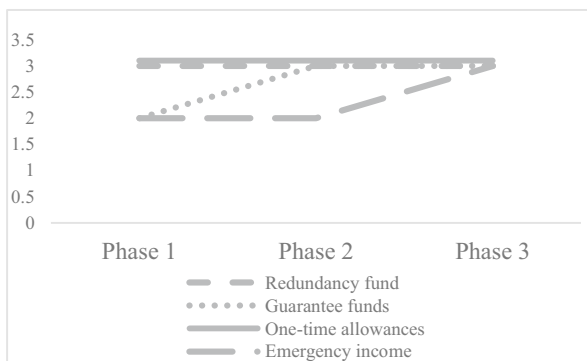 3.5
3
2.5
2
1.5
1
0.5
0
Phase 1 Phase 2 Phase 3
Redundancy fund
Guarantee funds
One-time allowances
Emergency income